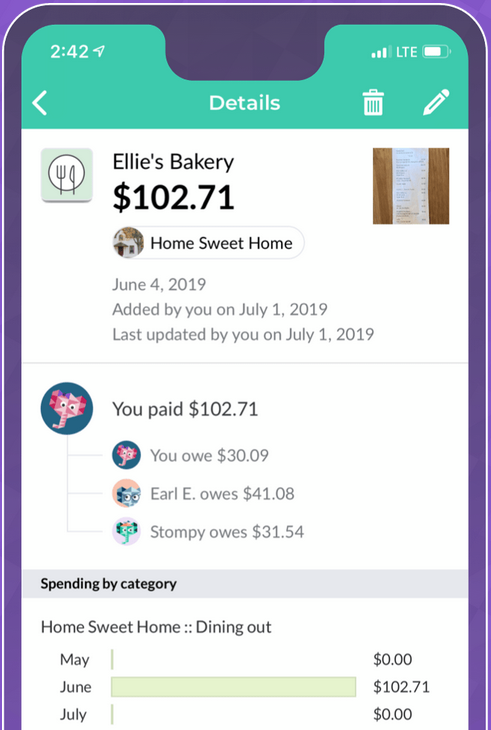 2:42 LTE
Details
Ellie's Bakery
$102.71
Home Sweet Home
June 4, 2019
Added by you on July 1, 2019
Last updated by you on July 1, 2019
You paid $102.71
You owe $30.09
Earl E. owes $41.08
Stompy owes $31.54
Spending by category
Home Sweet Home :: Dining out
May $0.00
June $102.71
July $0.00